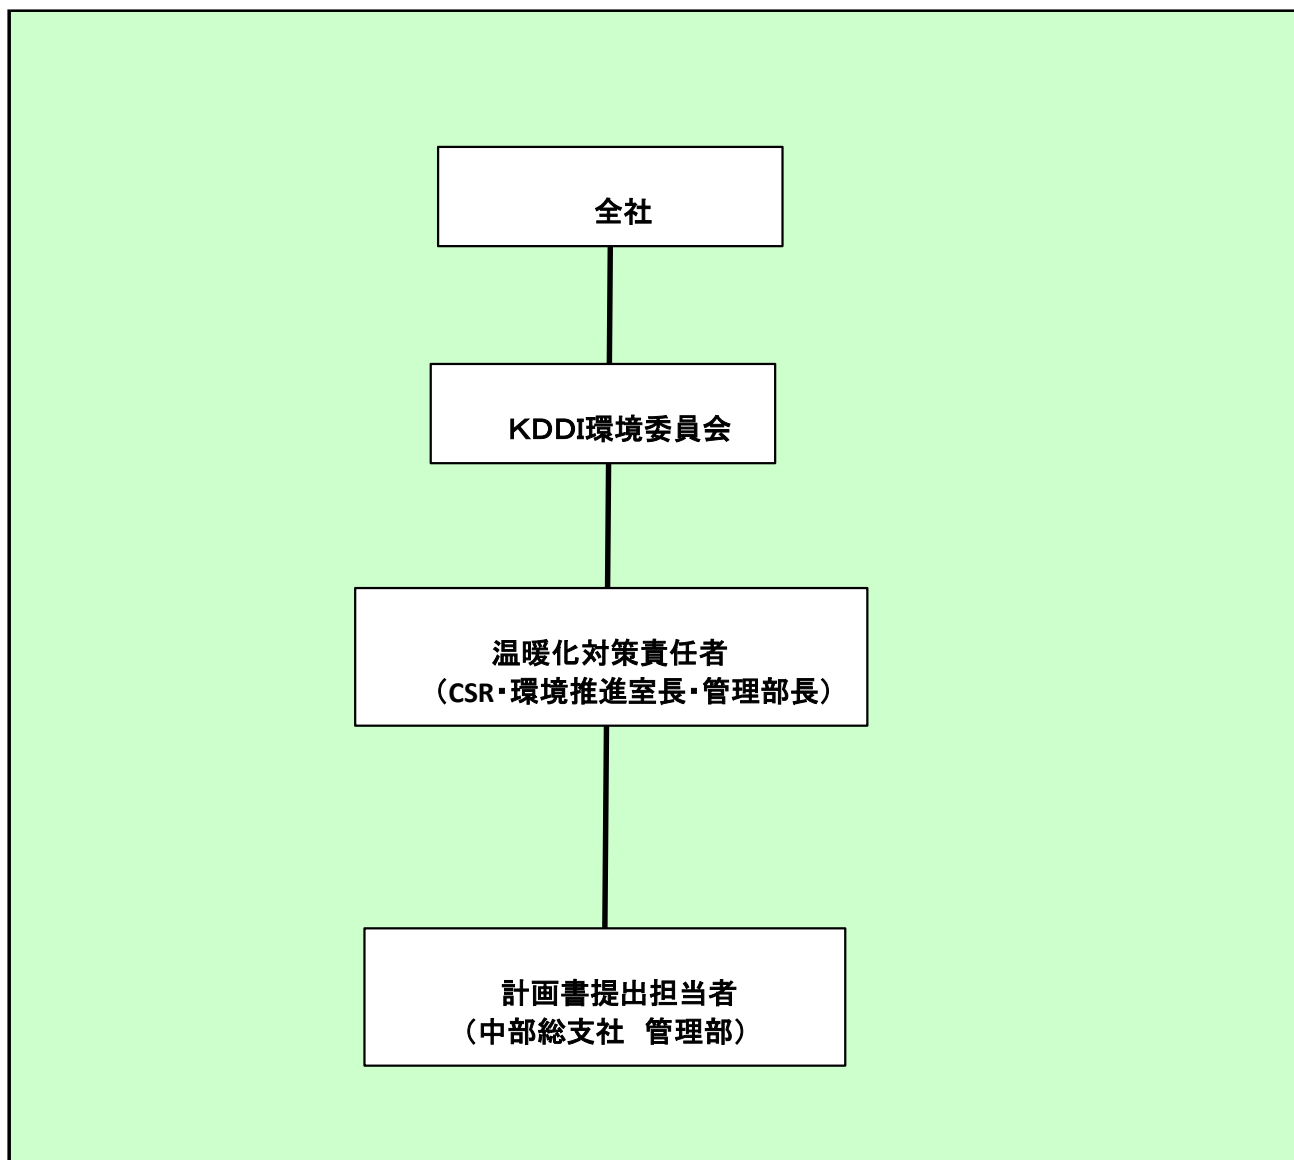 全社
KDDI環境委員会
温暖化対策責任者
（CSR・環境推進室長・管理部長）
計画書提出担当者
（中部総支社　管理部）